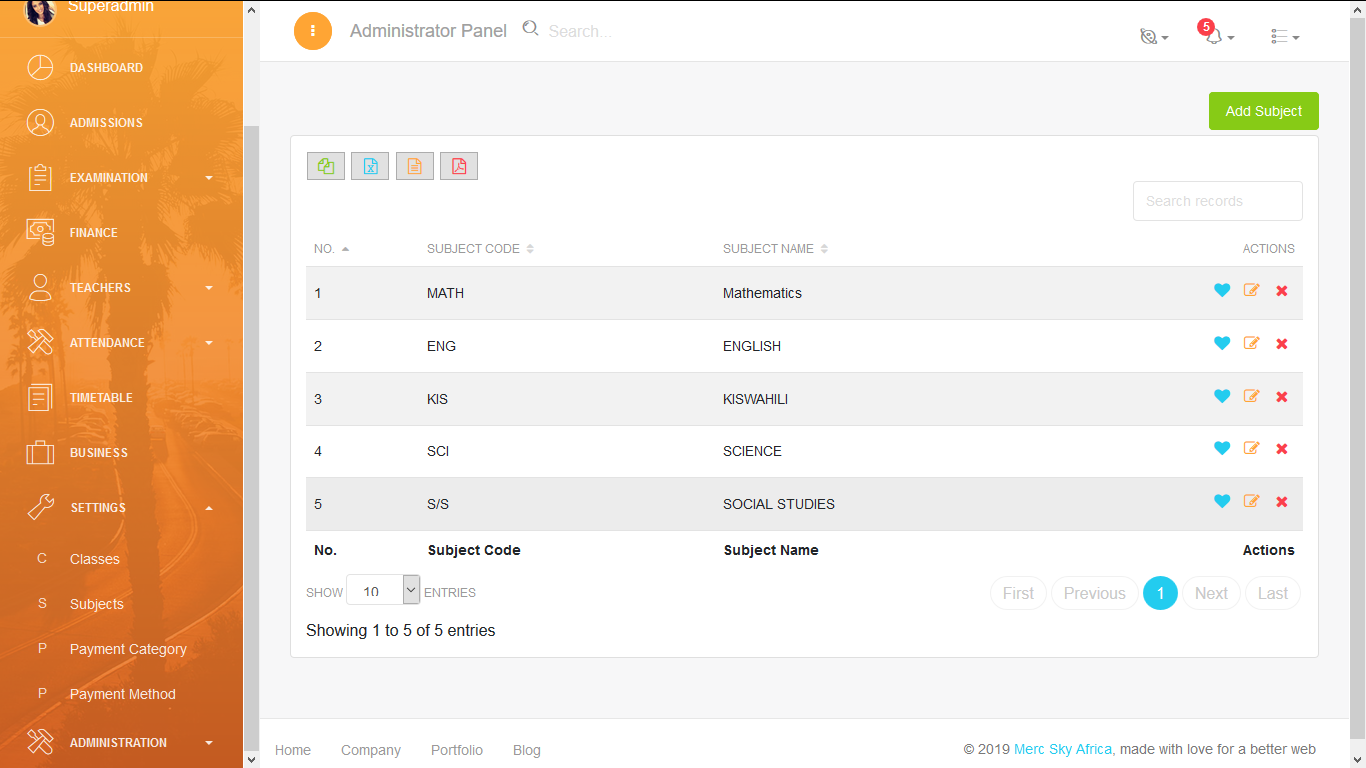 Superadmin
DASHBOARD
ADMISSIONS
EXAMINATION
FINANCE
TEACHERS
ATTENDANCE
TIMETABLE
BUSINESS
SETTINGS
C Classes
S Subjects
P Payment Category
P Payment Method
ADMINISTRATION
Administrator Panel Search...
5
Add Subject
Search records
NO. SUBJECT CODE SUBJECT NAME ACTIONS
1 MATH Mathematics
2 ENG ENGLISH
3 KIS KISWAHILI
4 SCI SCIENCE
5 S/S SOCIAL STUDIES
No. Subject Code Subject Name Actions
SHOW 10 ENTRIES First Previous 1 Next Last
Showing 1 to 5 of 5 entries
Home Company Portfolio Blog © 2019 Merc Sky Africa, made with love for a better web